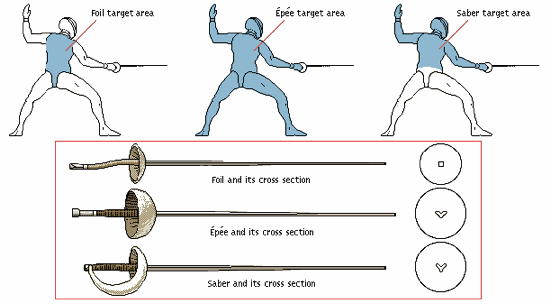 Foil target area
Épée target area
Saber target area
Foil and its cross section
Épée and its cross section
Saber and its cross section